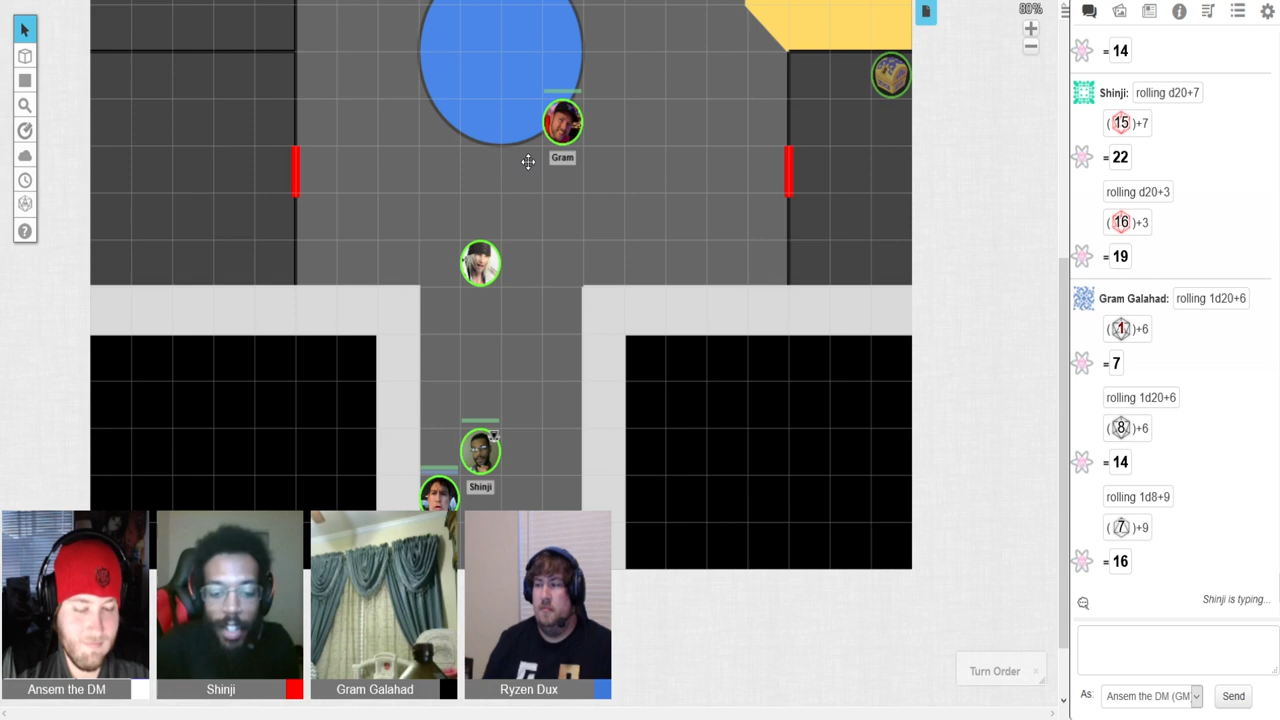 80%
= 14
Shinji: rolling d20+7
(15)+7
= 22
rolling d20+3
(16)+3
= 19
Gram Galahad: rolling 1d20+6
(1)+6
= 7
rolling 1d20+6
(8)+6
= 14
rolling 1d8+9
(7)+9
= 16
Shinji is typing...
As: Ansem the DM (GM Send
Turn Order ×
Gram
Shinji
Ansem the DM
Shinji
Gram Galahad
Ryzen Dux